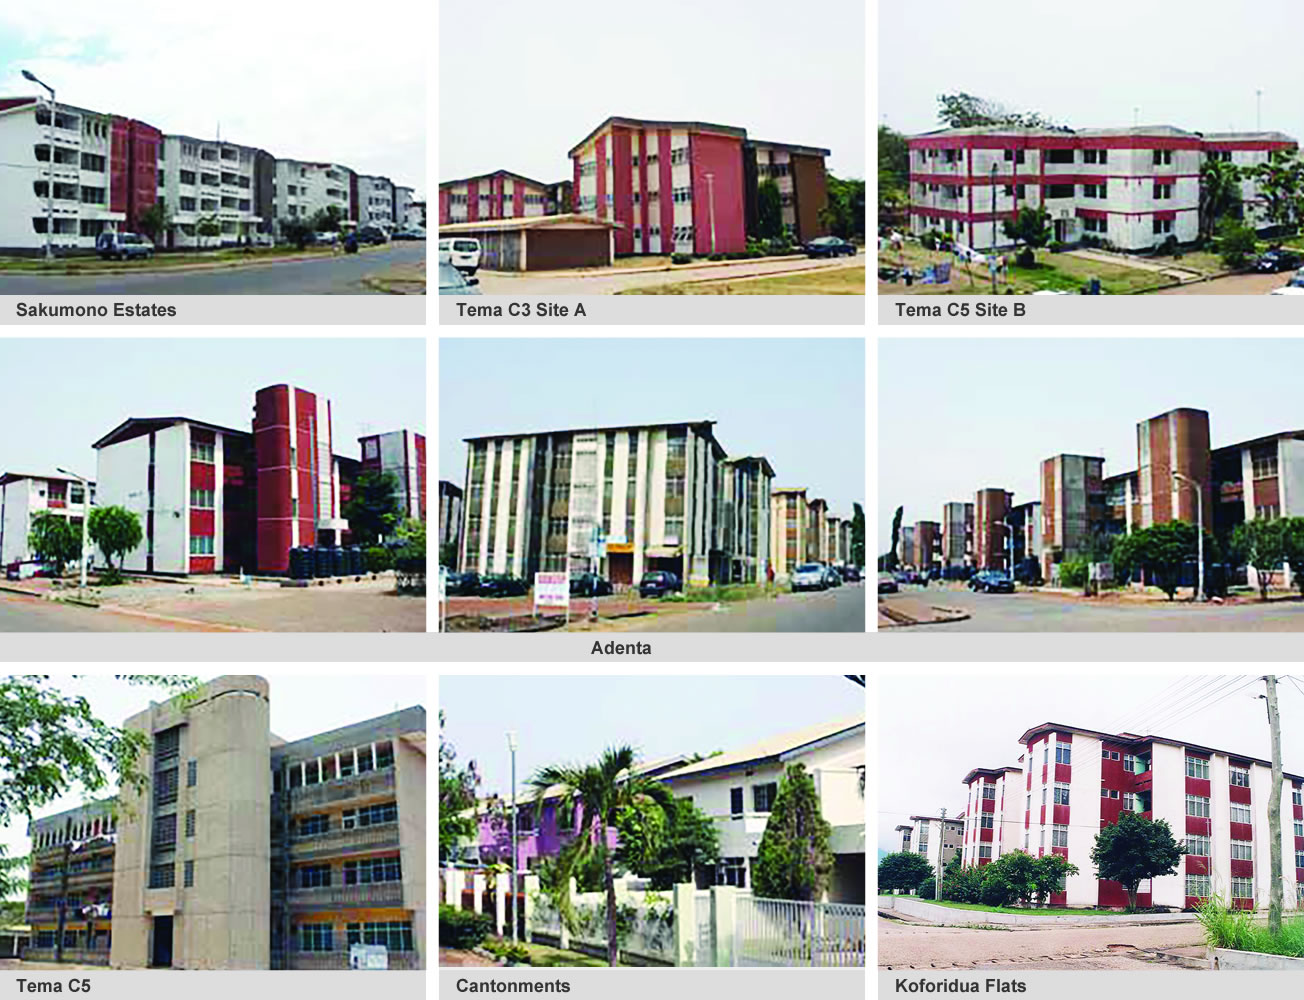 Sakumono Estates
Tema C3 Site A
Tema C5 Site B
Adenta
Tema C5
Cantonments
Koforidua Flats